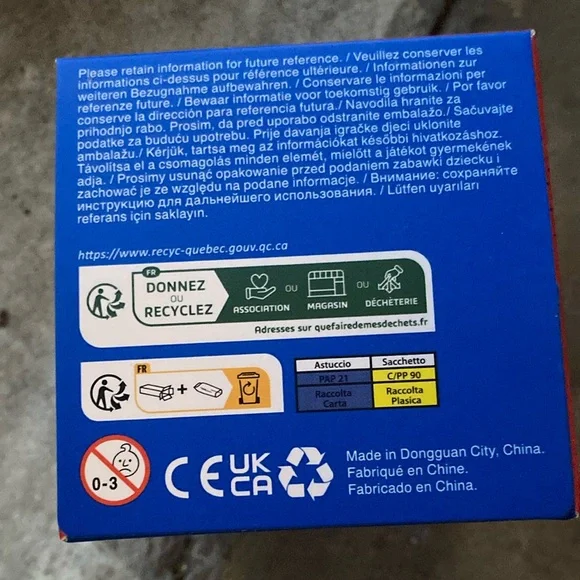 Please retain information for future reference. / Veuillez conserver les
informations ci-dessus pour référence ultérieure. / Informationen zur
weiteren Bezugnahme aufbewahren. / Conservare le informazioni per
referenze future. / Bewaar informatie voor toekomstig gebruik. / Por favor
conserve la dirección para referencia futura./ Navodila hranite za
prihodnjo rabo. Prosim, da pred uporabo odstranite embalažo./ Sačuvajte
podatke za buduću upotrebu. Prije davanja igračke djeci uklonite
ambalažu./ Kérjük, tartsa meg az információkat későbbi hivatkozáshoz.
Távolítsa el a csomagolás minden elemét, mielőtt a játékot gyermekének
adja. / Prosimy usunąć opakowanie przed podaniem zabawki dziecku i
zachować je ze względu na podane informacje. / Внимание: сохраняйте
инструкцию для дальнейшего использования. / Lütfen uyarıları
referans için saklayın.
https://www.recyc-quebec.gouv.qc.ca
FR
DONNEZ
OU
RECYCLEZ
ASSOCIATION
OU
MAGASIN
OU
DÉCHÈTERIE
Adresses sur quefairedemesdechets.fr
FR
+
Astuccio Sacchetto
PAP 21 C/PP 90
Raccolta Raccolta
Carta Plasica
0-3
CE
UK
CA
Made in Dongguan City, China.
Fabriqué en Chine.
Fabricado en China.